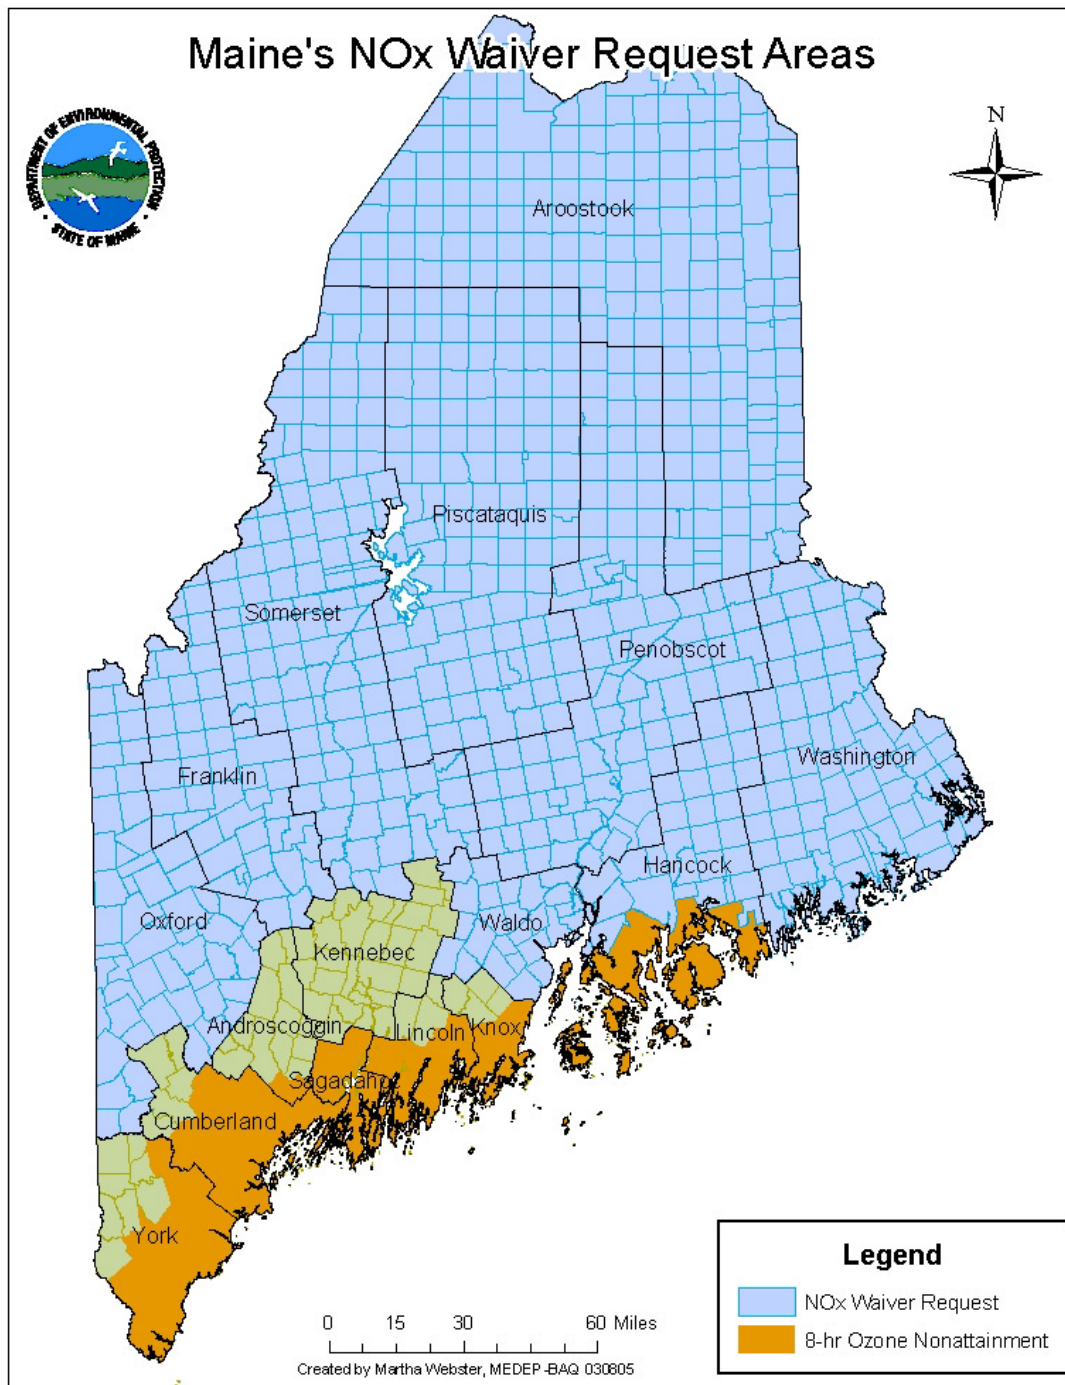 Maine's NOx Waiver Request Areas
DEPARTMENT OF ENVIRONMENTAL PROTECTION
• STATE OF MAINE •
N
Aroostook
Piscataquis
Somerset
Penobscot
Washington
Franklin
Hancock
Oxford
Waldo
Kennebec
Androscoggin
Lincoln
Knox
Sagadahoc
Cumberland
York
Legend
NOx Waiver Request
8-hr Ozone Nonattainment
0 15 30 60 Miles
Created by Martha Webster, MEDEP-BAQ 030805